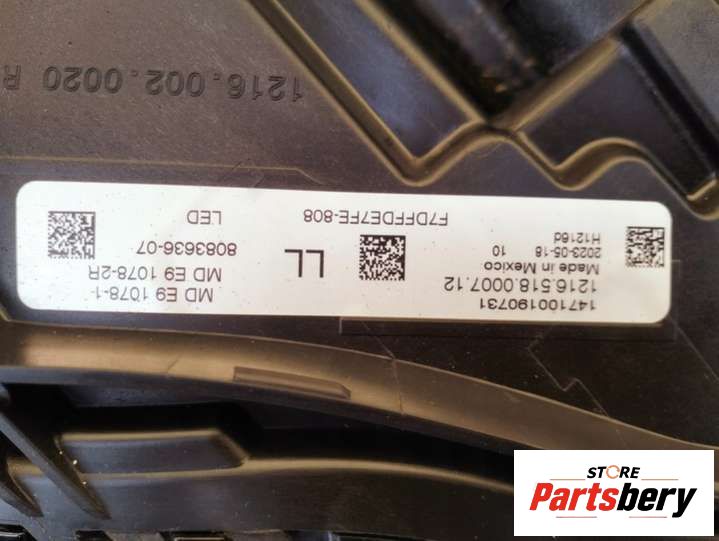 147100190731
1216.518.0007.12
Made in Mexico
2023-05-18 10
H1216d
LL
F7DFFDE7FE-808
MD E9 1078-1
MD E9 1078-2R
8083636-07
LED
1216.002.0020 R
STORE
Partsbery